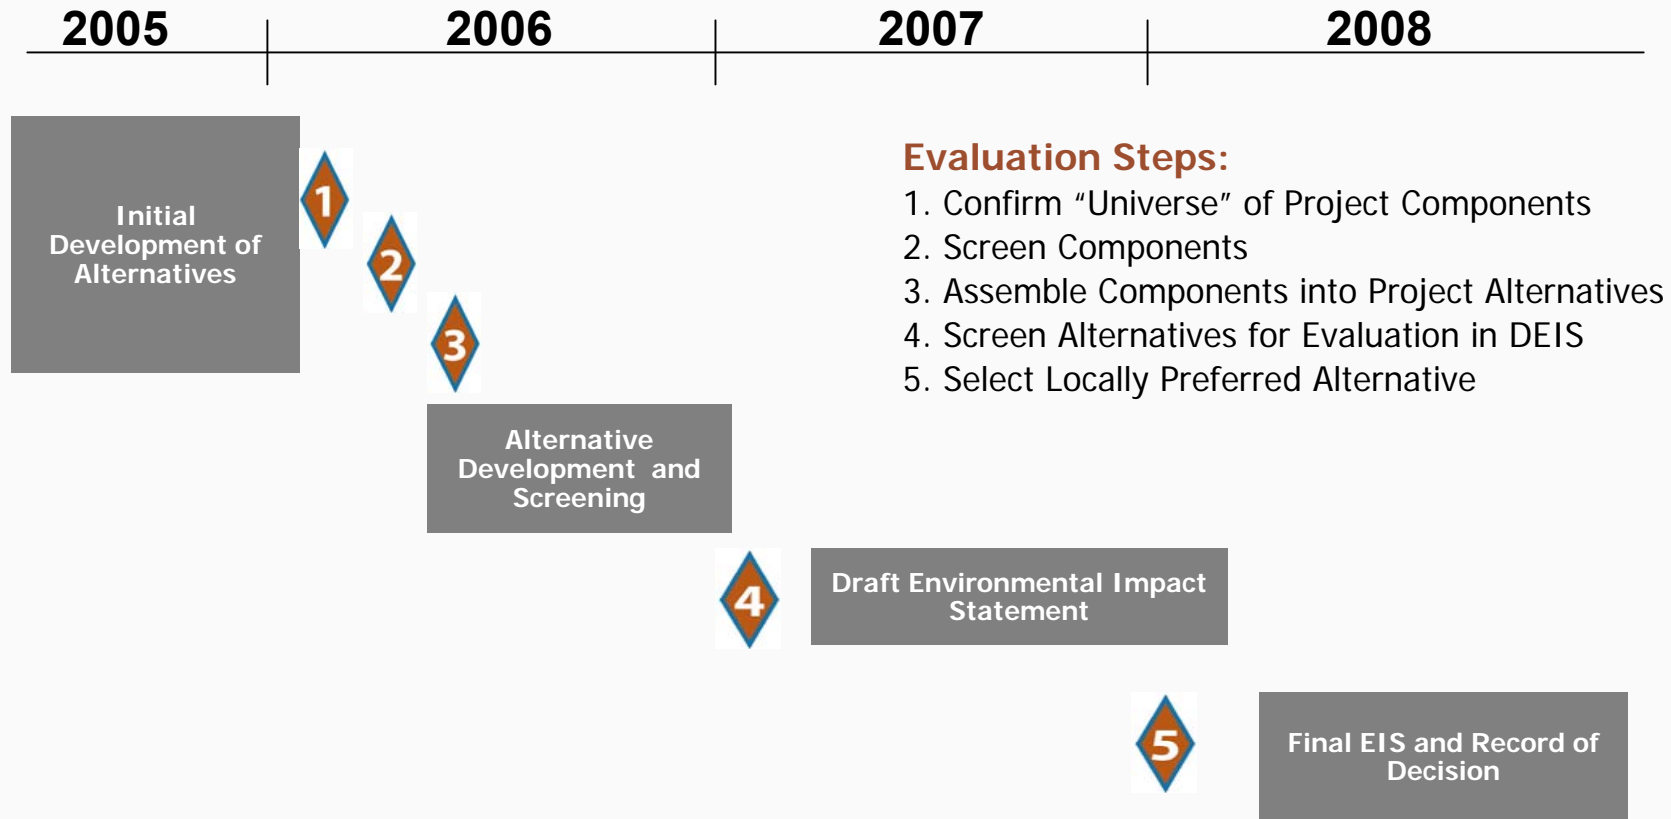 2005 2006 2007 2008
Initial
Development of
Alternatives
1
2
3
Evaluation Steps:
1. Confirm “Universe” of Project Components
2. Screen Components
3. Assemble Components into Project Alternatives
4. Screen Alternatives for Evaluation in DEIS
5. Select Locally Preferred Alternative
Alternative
Development and
Screening
4
Draft Environmental Impact
Statement
5
Final EIS and Record of
Decision